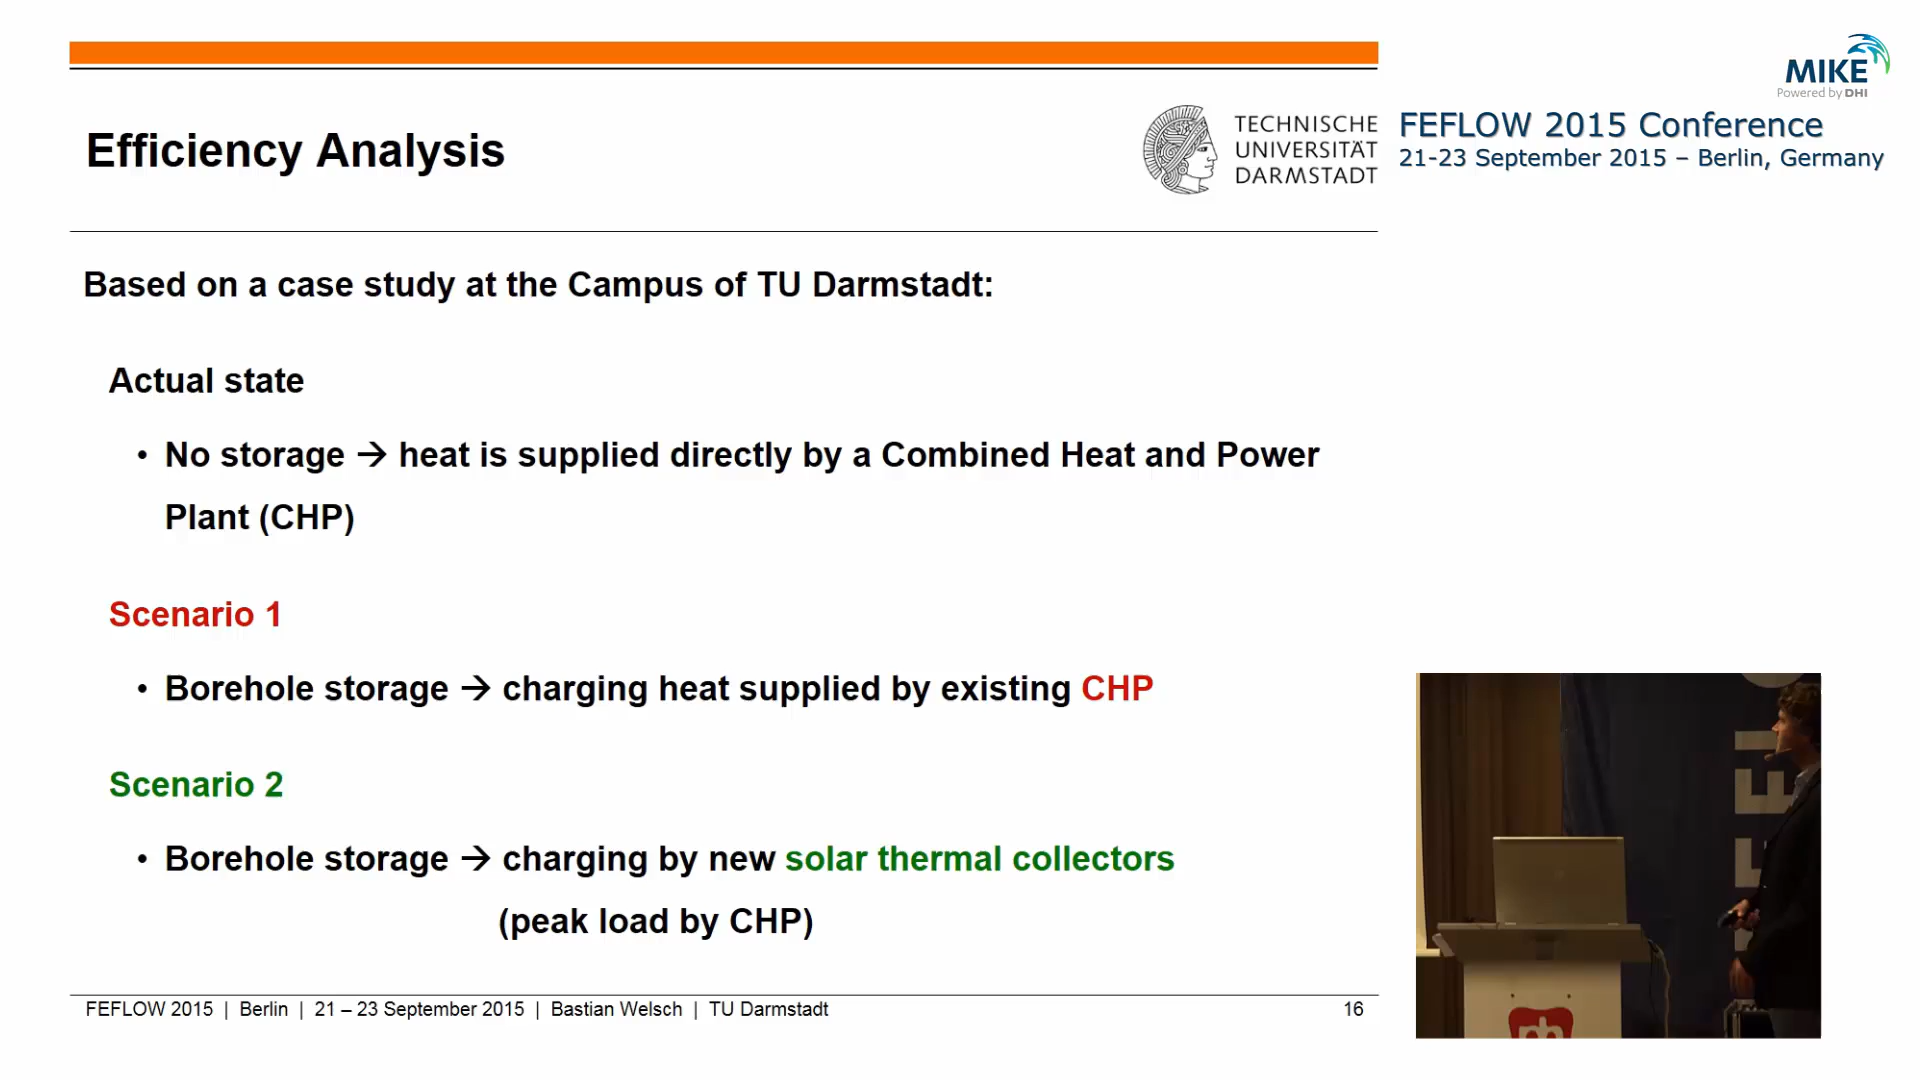 MIKE
Powered by DHI
FEFLOW 2015 Conference
21-23 September 2015 – Berlin, Germany
TECHNISCHE
UNIVERSITÄT
DARMSTADT
Efficiency Analysis
Based on a case study at the Campus of TU Darmstadt:
Actual state
• No storage → heat is supplied directly by a Combined Heat and Power
Plant (CHP)
Scenario 1
• Borehole storage → charging heat supplied by existing CHP
Scenario 2
• Borehole storage → charging by new solar thermal collectors
(peak load by CHP)
FEFLOW 2015 | Berlin | 21 – 23 September 2015 | Bastian Welsch | TU Darmstadt
16